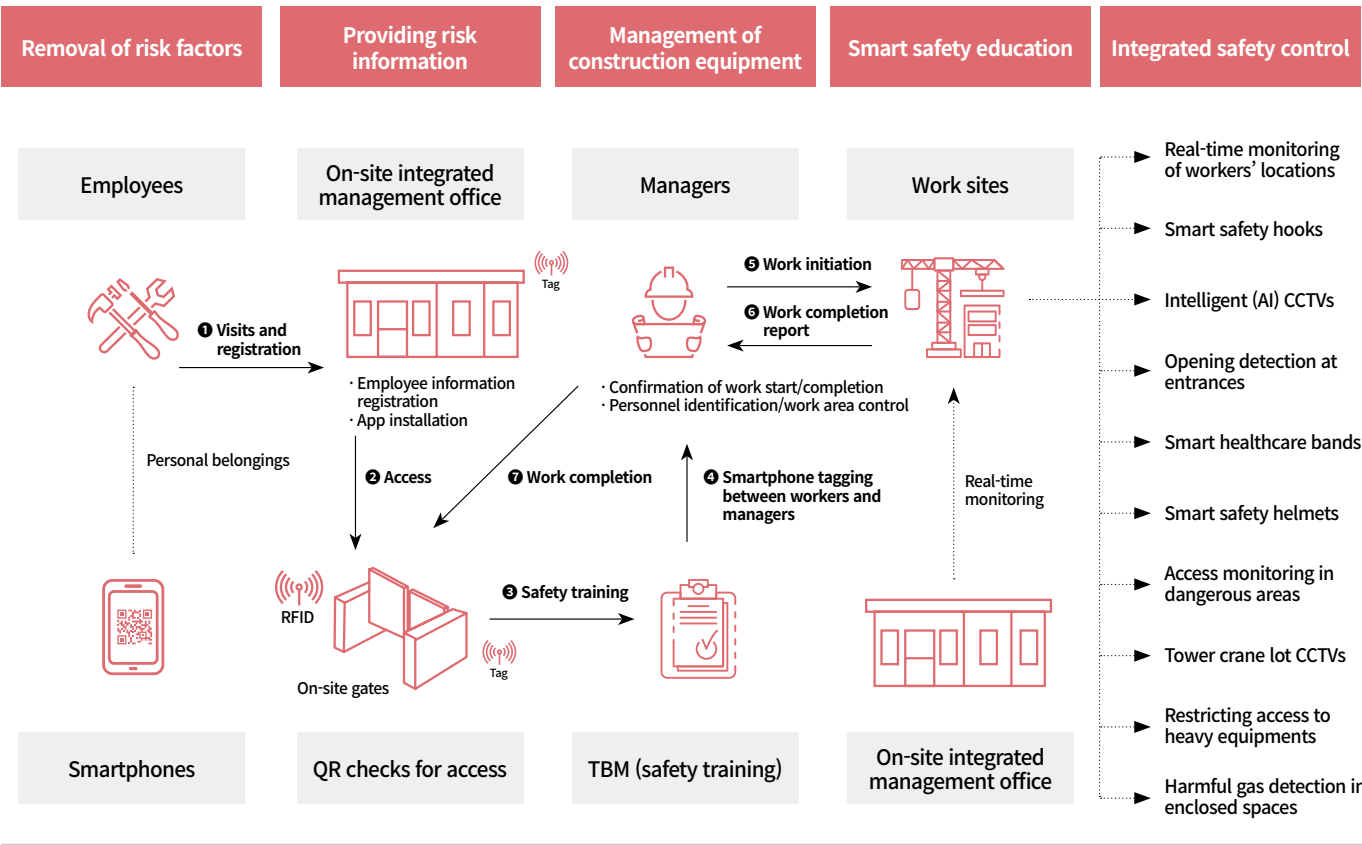 Removal of risk factors
Providing risk
information
Management of
construction equipment
Smart safety education
Integrated safety control
Employees
On-site integrated
management office
Managers
Work sites
Tag
❶ Visits and
registration
· Employee information
registration
· App installation
❺ Work initiation
❻ Work completion
report
· Confirmation of work start/completion
· Personnel identification/work area control
Personal belongings
❷ Access
❼ Work completion
❹ Smartphone tagging
between workers and
managers
Real-time
monitoring
RFID
❸ Safety training
Tag
On-site gates
Smartphones
QR checks for access
TBM (safety training)
On-site integrated
management office
Real-time monitoring
of workers’ locations
Smart safety hooks
Intelligent (AI) CCTVs
Opening detection at
entrances
Smart healthcare bands
Smart safety helmets
Access monitoring in
dangerous areas
Tower crane lot CCTVs
Restricting access to
heavy equipments
Harmful gas detection in
enclosed spaces